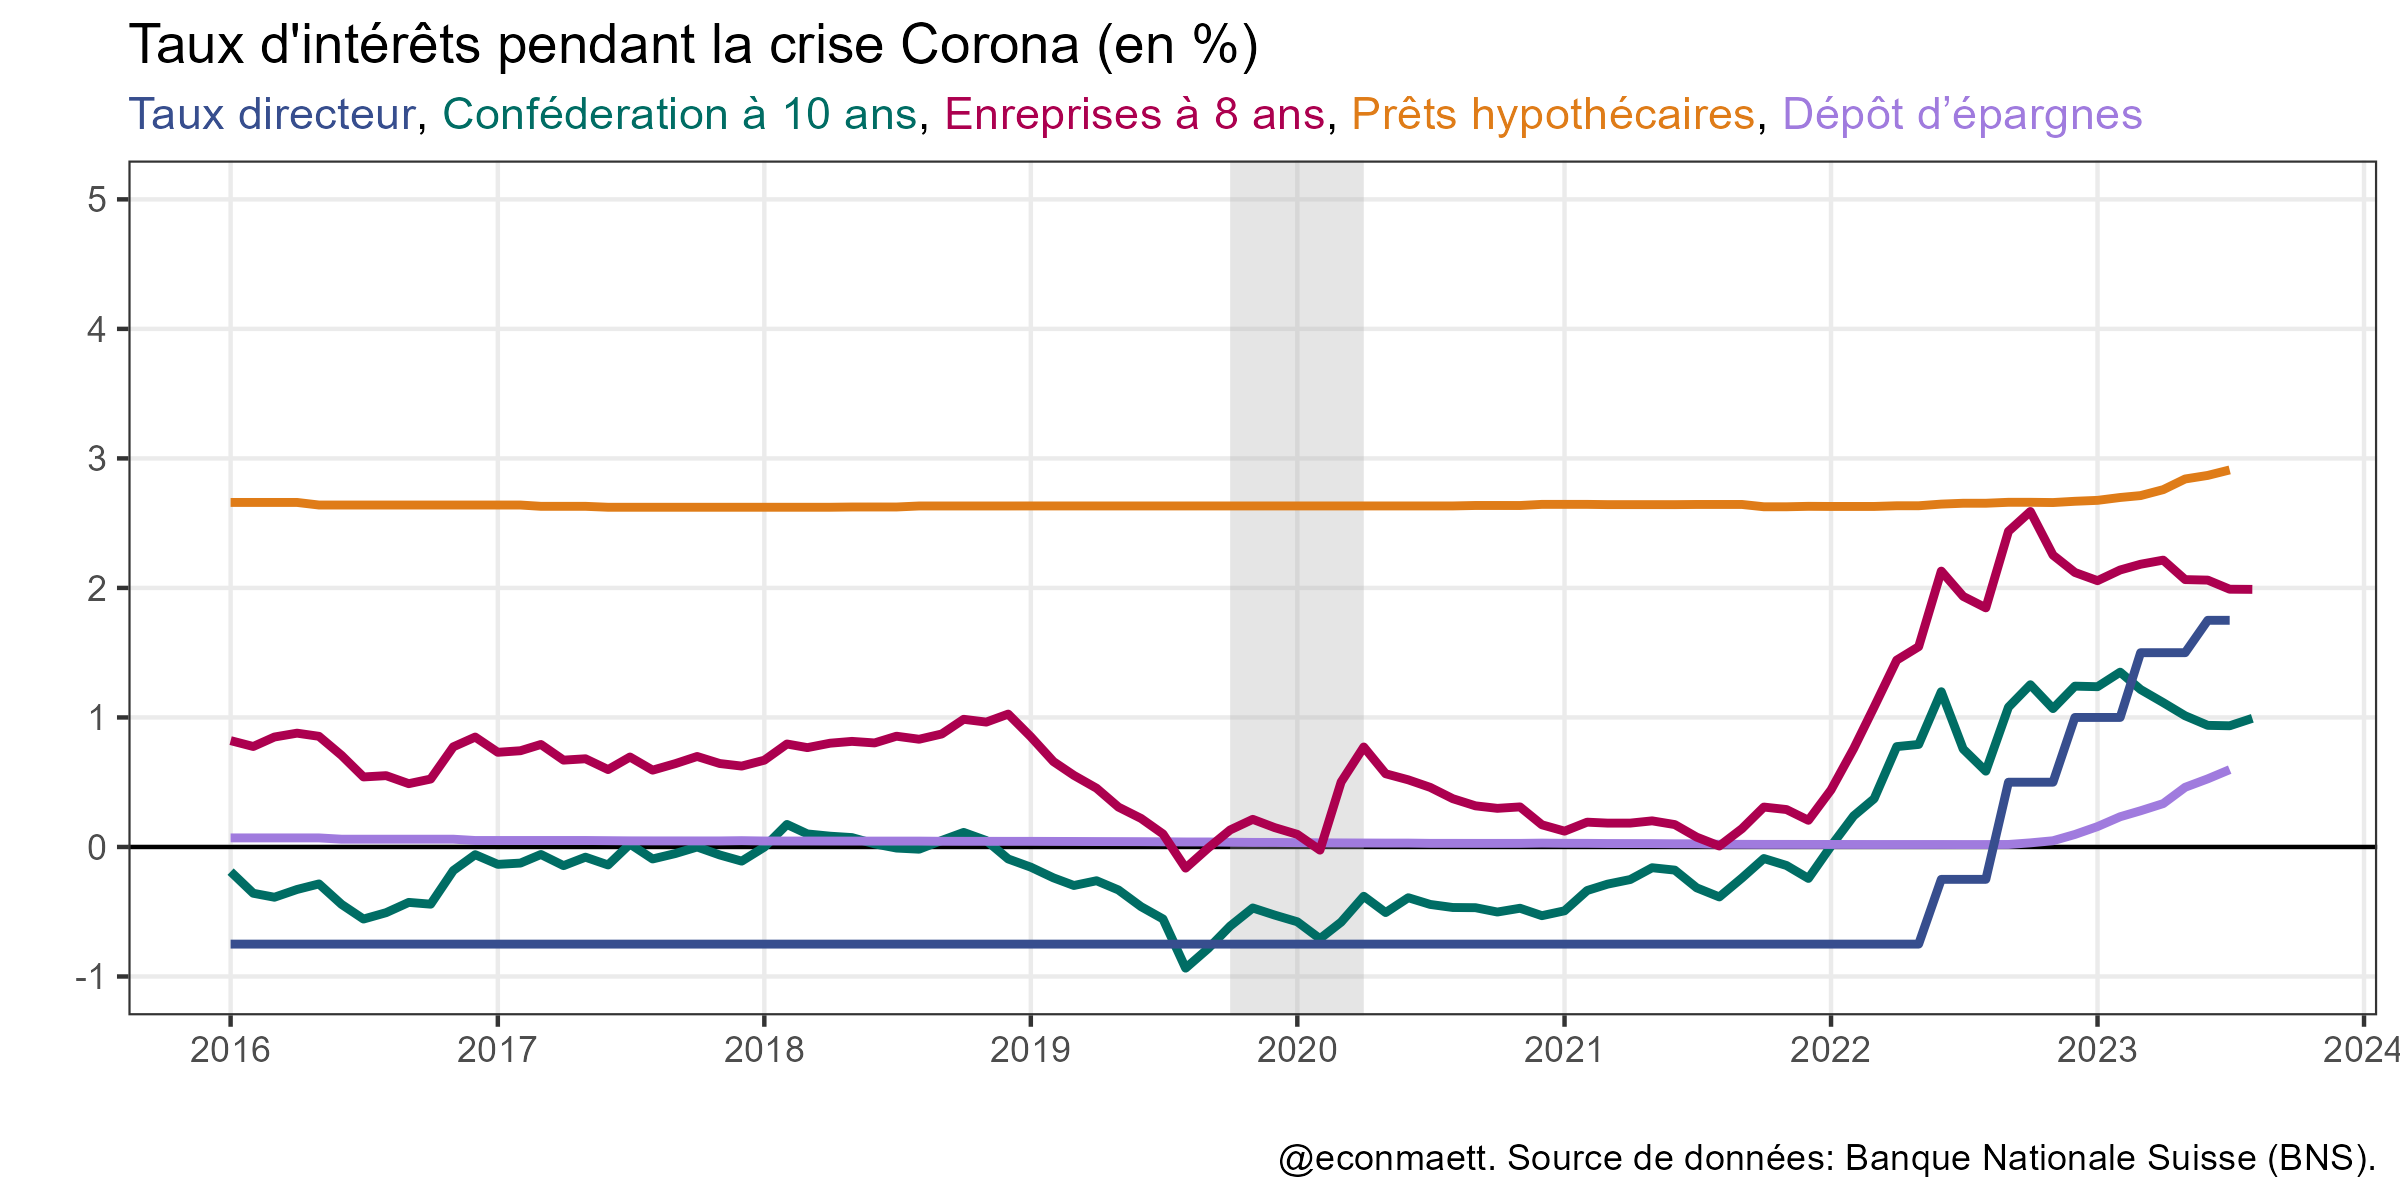 Taux d'intérêts pendant la crise Corona (en %)
Taux directeur, Conféderation à 10 ans, Enreprises à 8 ans, Prêts hypothécaires, Dépôt d’épargnes
5
4
3
2
1
0
-1
2016 2017 2018 2019 2020 2021 2022 2023 2024
@econmaett. Source de données: Banque Nationale Suisse (BNS).